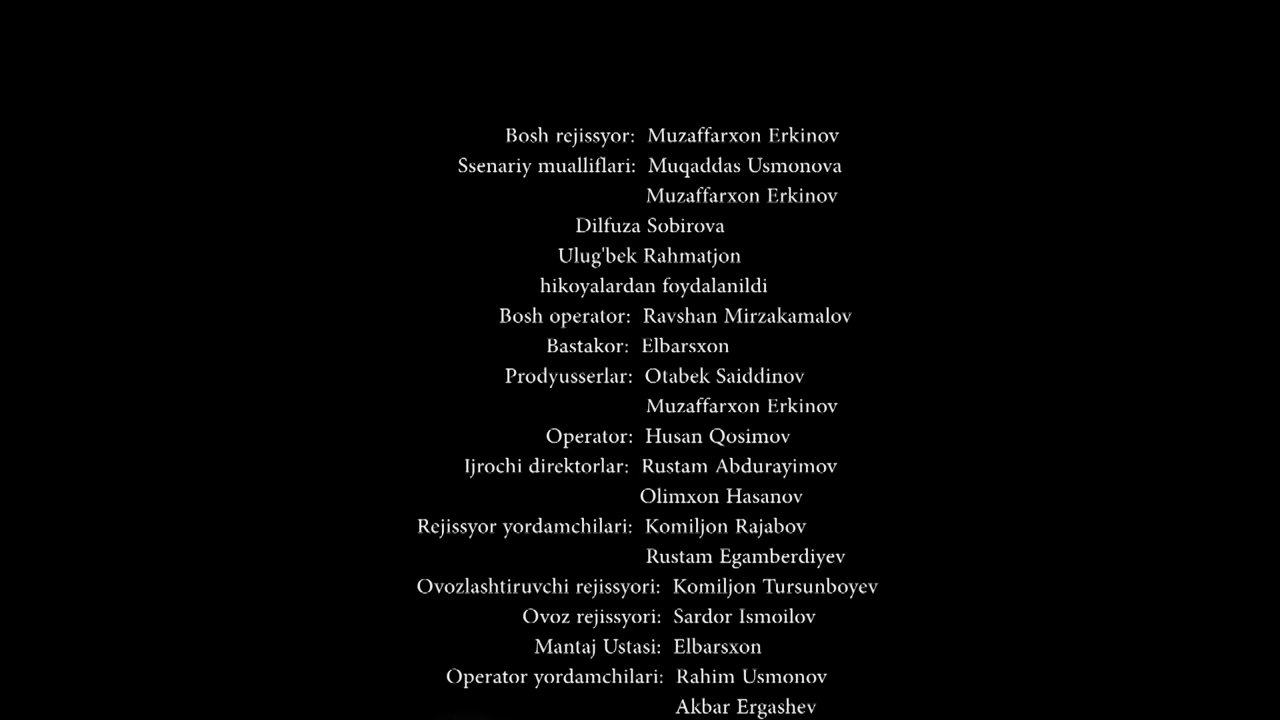 Bosh rejissyor: Muzaffarxon Erkinov
Ssenariy mualliflari: Muqaddas Usmonova
Muzaffarxon Erkinov
Dilfuza Sobirova
Ulug'bek Rahmatjon
hikoyalardan foydalanildi
Bosh operator: Ravshan Mirzakamalov
Bastakor: Elbarsxon
Prodyusserlar: Otabek Saiddinov
Muzaffarxon Erkinov
Operator: Husan Qosimov
Ijrochi direktorlar: Rustam Abdurayimov
Olimxon Hasanov
Rejissyor yordamchilari: Komiljon Rajabov
Rustam Egamberdiyev
Ovozlashtiruvchi rejissyori: Komiljon Tursunboyev
Ovoz rejissyori: Sardor Ismoilov
Mantaj Ustasi: Elbarsxon
Operator yordamchilari: Rahim Usmonov
Akbar Ergashev